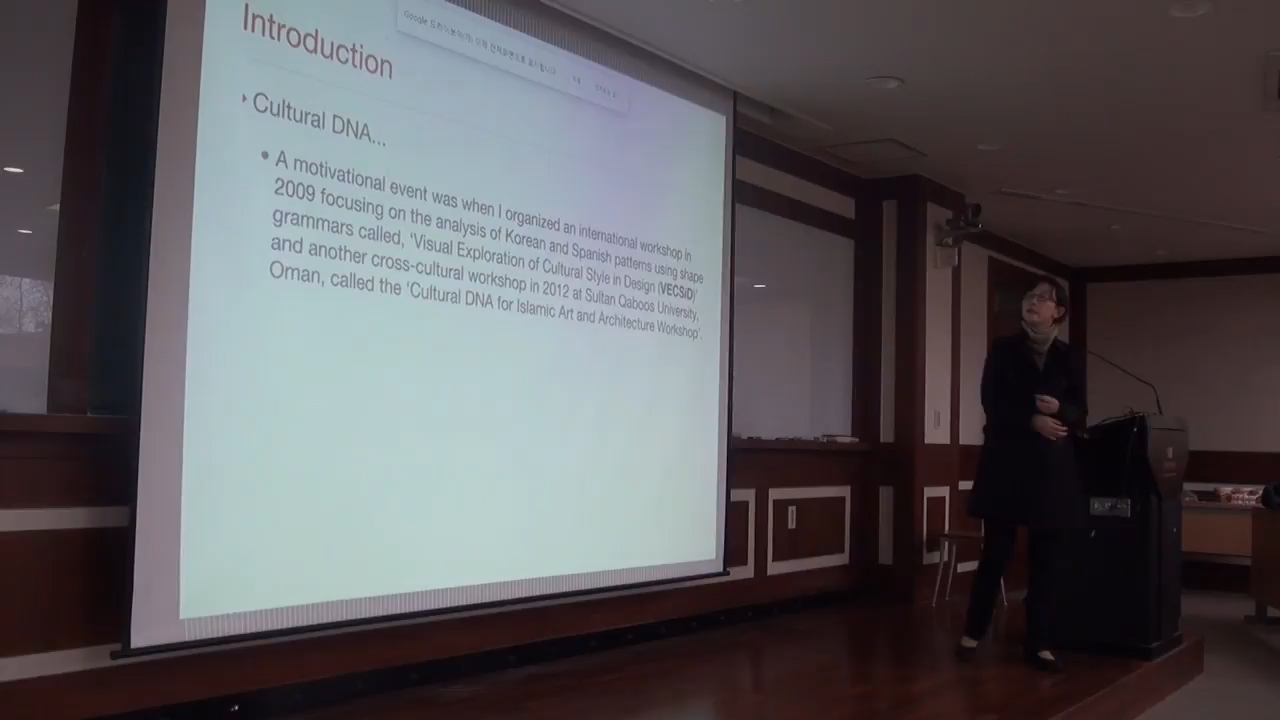 Introduction
Cultural DNA...
A motivational event was when I organized an international workshop in
2009 focusing on the analysis of Korean and Spanish patterns using shape
grammars called, ‘Visual Exploration of Cultural Style in Design (VECSiD)’
and another cross-cultural workshop in 2012 at Sultan Qaboos University,
Oman, called the ‘Cultural DNA for Islamic Art and Architecture Workshop’.
Google